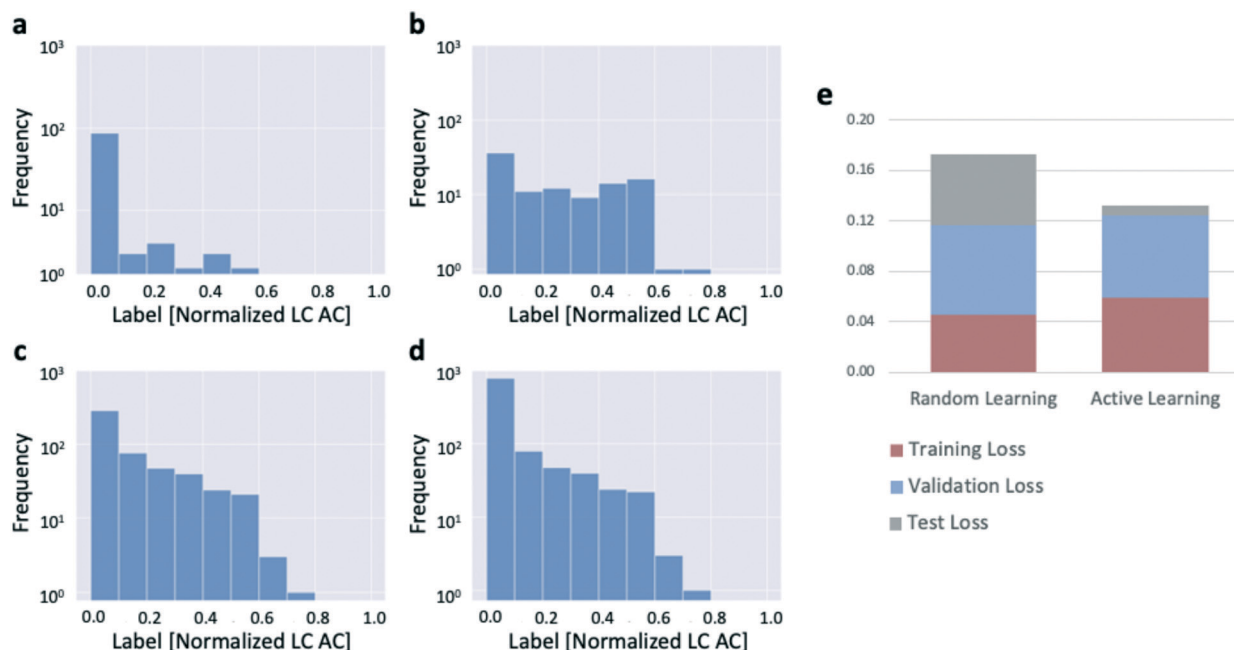 a
10³
10²
10¹
10⁰
Frequency
0.0 0.2 0.4 0.6 0.8 1.0
Label [Normalized LC AC]
b
10³
10²
10¹
10⁰
Frequency
0.0 0.2 0.4 0.6 0.8 1.0
Label [Normalized LC AC]
c
10³
10²
10¹
10⁰
Frequency
0.0 0.2 0.4 0.6 0.8 1.0
Label [Normalized LC AC]
d
10³
10²
10¹
10⁰
Frequency
0.0 0.2 0.4 0.6 0.8 1.0
Label [Normalized LC AC]
e
0.20
0.16
0.12
0.08
0.04
0.00
Random Learning Active Learning
Training Loss
Validation Loss
Test Loss